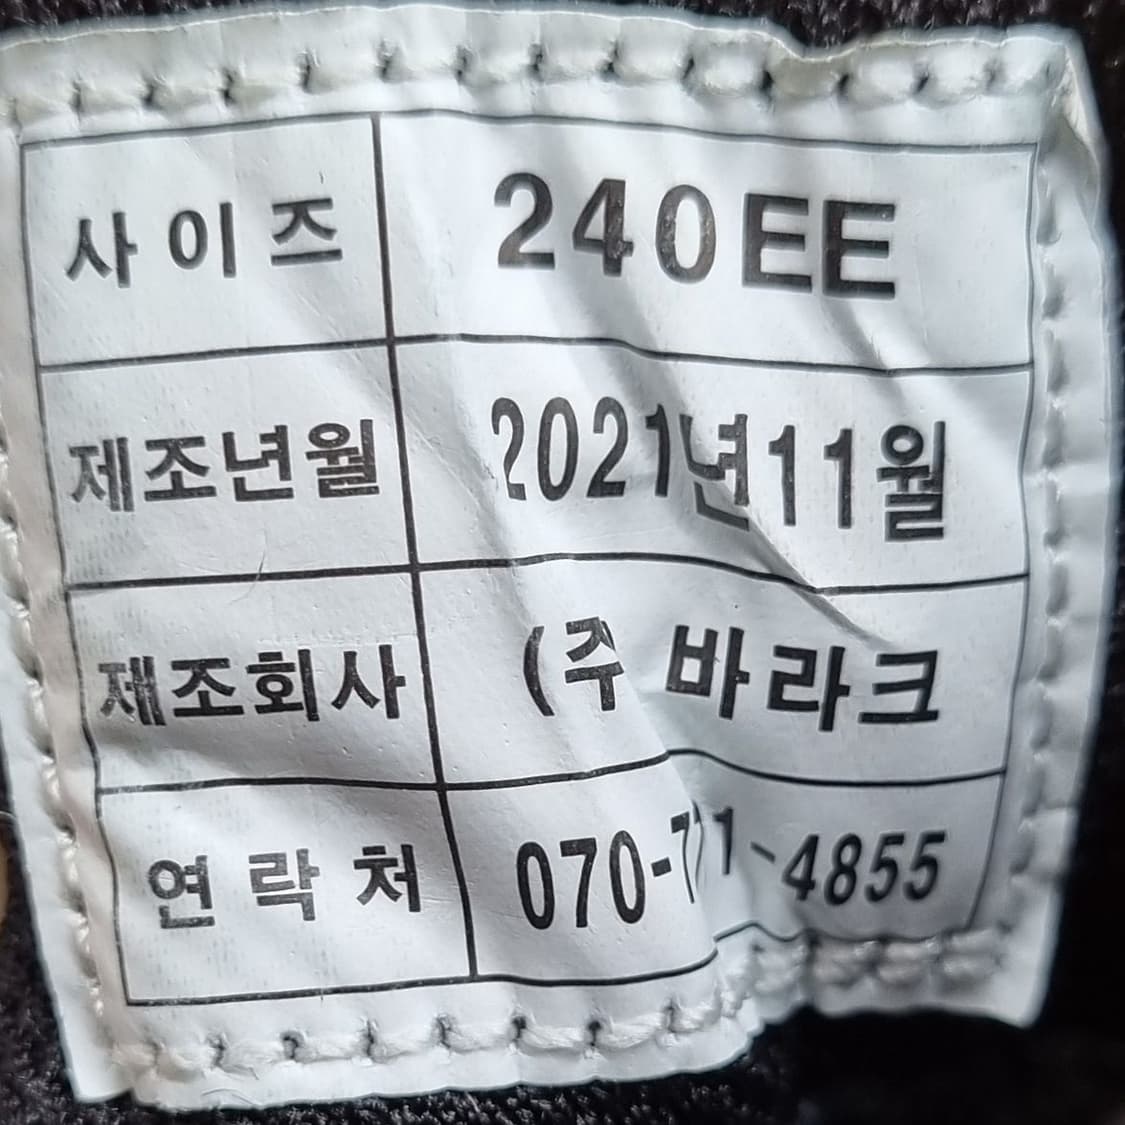 사이즈 240EE
제조년월 2021년11월
제조회사 (주 바라크
연락처